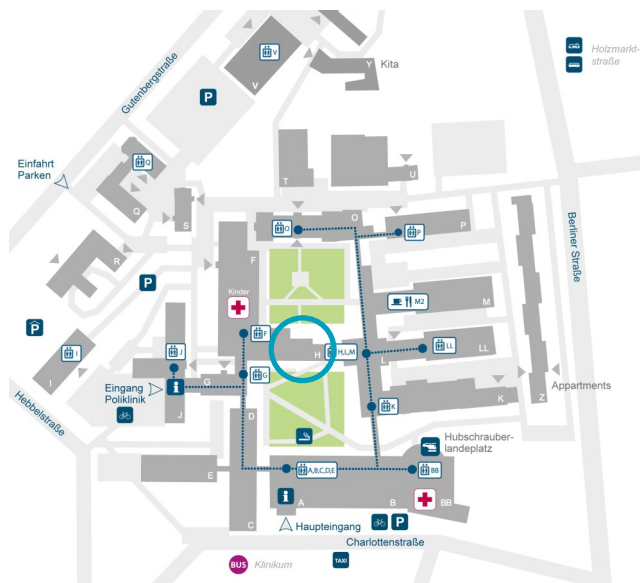 Gutenbergstraße
V
V
Y
Kita
P
Holzmarkt-
straße
Einfahrt
Parken
Q
Q
S
R
T
U
O
O
P
P
F
Kinder
P
P
M2
M
Berliner Straße
F
H
H,L,M
L
LL
LL
I
I
J
Eingang
Poliklinik
i
G
G
J
D
K
K
Z
Appartments
Hebbelstraße
Hubschrauber-
landeplatz
E
A,B,C,D,E
BB
i
A
B
BB
C
Haupteingang
P
Charlottenstraße
BUS
Klinikum
TAXI